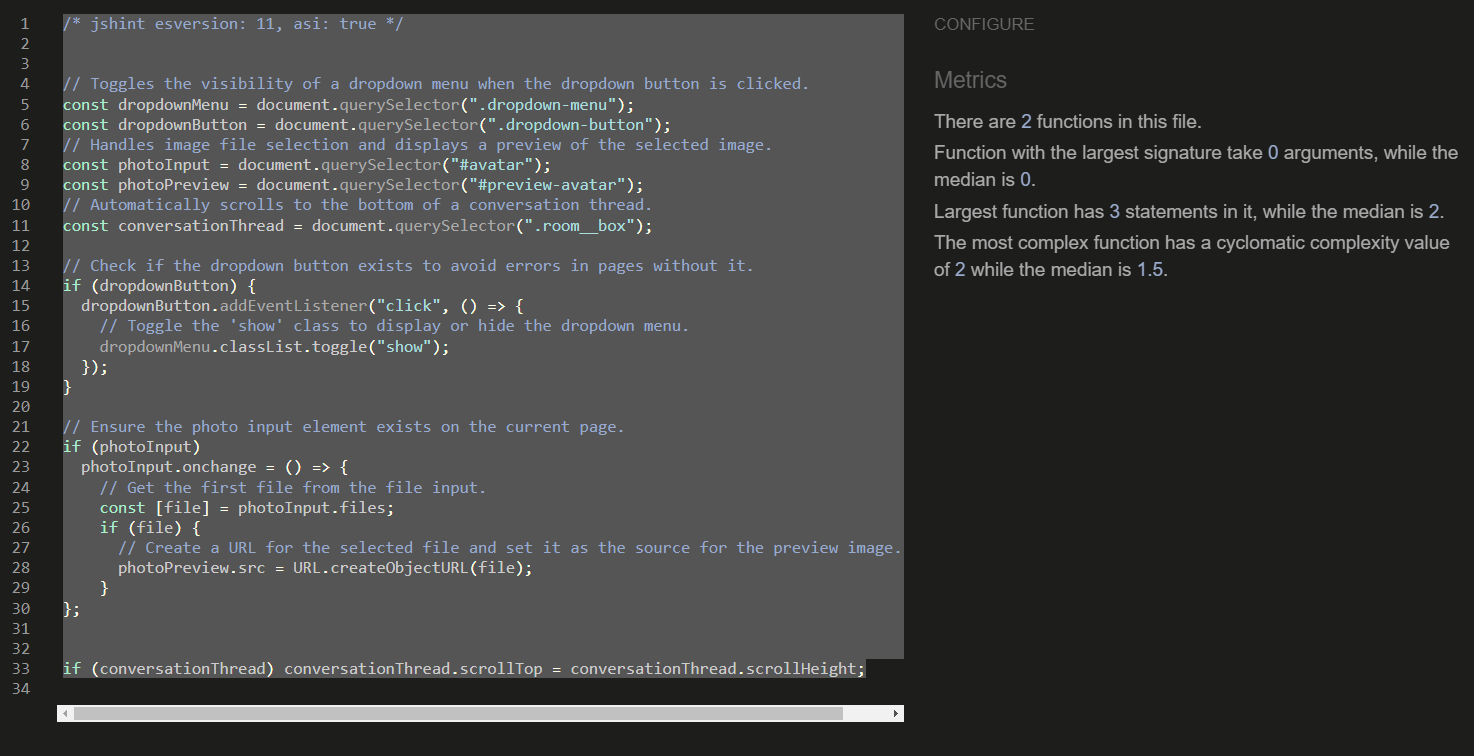 1 /* jshint esversion: 11, asi: true */
2
3
4 // Toggles the visibility of a dropdown menu when the dropdown button is clicked.
5 const dropdownMenu = document.querySelector(".dropdown-menu");
6 const dropdownButton = document.querySelector(".dropdown-button");
7 // Handles image file selection and displays a preview of the selected image.
8 const photoInput = document.querySelector("#avatar");
9 const photoPreview = document.querySelector("#preview-avatar");
10 // Automatically scrolls to the bottom of a conversation thread.
11 const conversationThread = document.querySelector(".room__box");
12
13 // Check if the dropdown button exists to avoid errors in pages without it.
14 if (dropdownButton) {
15   dropdownButton.addEventListener("click", () => {
16     // Toggle the 'show' class to display or hide the dropdown menu.
17     dropdownMenu.classList.toggle("show");
18   });
19 }
20
21 // Ensure the photo input element exists on the current page.
22 if (photoInput)
23   photoInput.onchange = () => {
24     // Get the first file from the file input.
25     const [file] = photoInput.files;
26     if (file) {
27       // Create a URL for the selected file and set it as the source for the preview image.
28       photoPreview.src = URL.createObjectURL(file);
29     }
30 };
31
32
33 if (conversationThread) conversationThread.scrollTop = conversationThread.scrollHeight;
34
CONFIGURE
Metrics
There are 2 functions in this file.
Function with the largest signature take 0 arguments, while the
median is 0.
Largest function has 3 statements in it, while the median is 2.
The most complex function has a cyclomatic complexity value
of 2 while the median is 1.5.